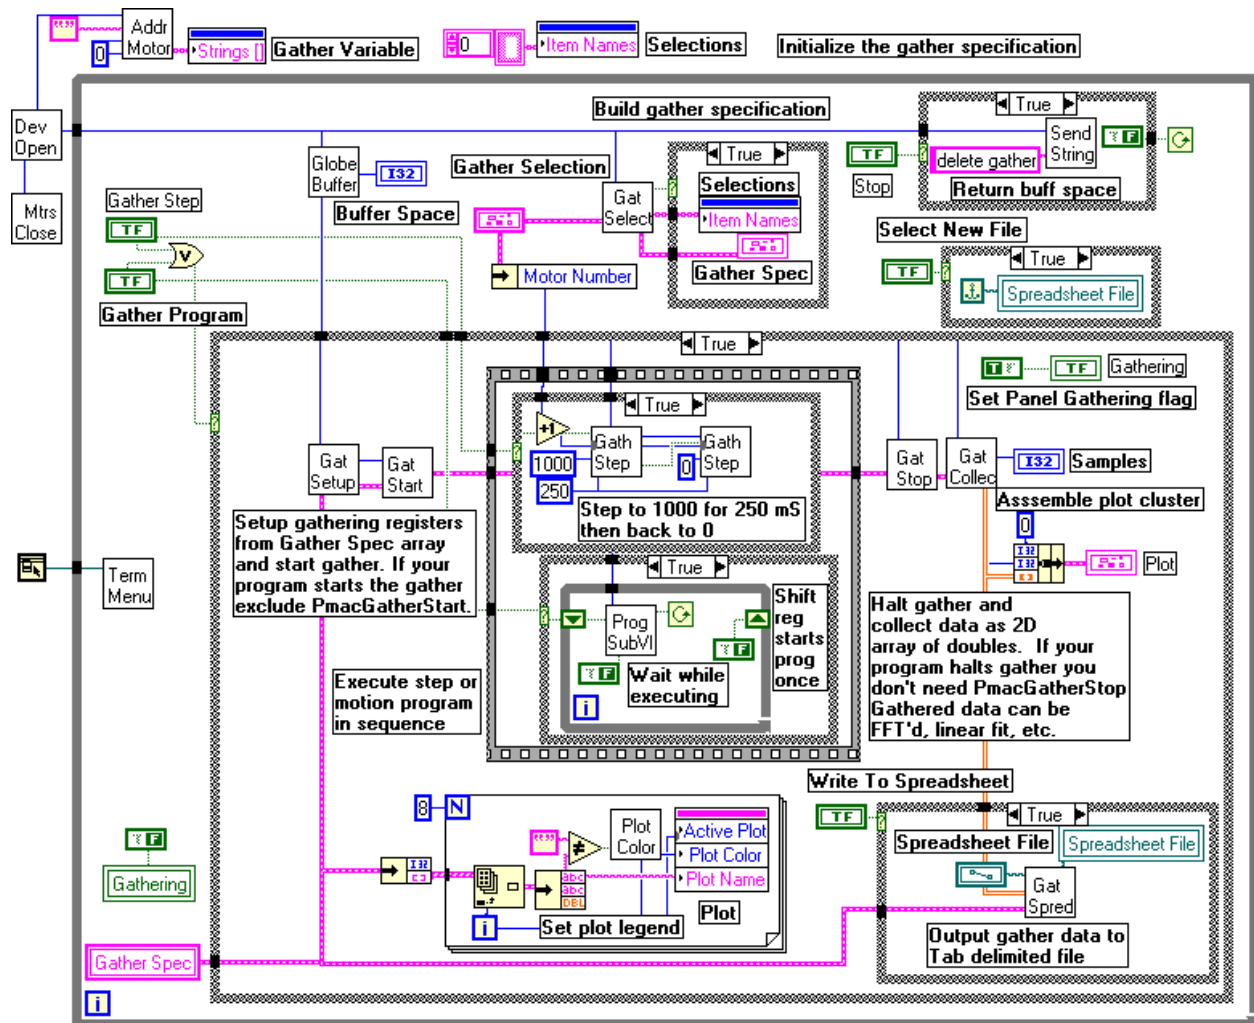 Addr
Motor
Strings []
Gather Variable
0
0
Item Names
Selections
Initialize the gather specification
Dev
Open
Mtrs
Close
Build gather specification
True
Send
String
delete gather
Return buff space
TF
Stop
F
Globe
Buffer
I32
Buffer Space
Gather Selection
True
Selections
Item Names
Gat
Select
Gather Spec
Motor Number
Gather Step
TF
V
TF
Gather Program
Select New File
TF
True
Spreadsheet File
True
T
TF
Gathering
Set Panel Gathering flag
True
+1
Gath
Step
Gath
Step
1000
0
250
Step to 1000 for 250 mS
then back to 0
Gat
Setup
Gat
Start
Gat
Stop
Gat
Collec
I32
Samples
Asssemble plot cluster
0
I32
I32
Plot
Setup gathering registers
from Gather Spec array
and start gather. If your
program starts the gather
exclude PmacGatherStart.
Term
Menu
True
Prog
SubVI
F
F
Wait while
executing
i
Shift
reg
starts
prog
once
Execute step or
motion program
in sequence
Halt gather and
collect data as 2D
array of doubles. If your
program halts gather you
don't need PmacGatherStop
Gathered data can be
FFT'd, linear fit, etc.
Write To Spreadsheet
TF
True
Spreadsheet File
Spreadsheet File
Gat
Spred
Output gather data to
Tab delimited file
8
N
Plot
Color
Active Plot
Plot Color
Plot Name
I32
abc
abc
DBL
Plot
i
Set plot legend
F
Gathering
Gather Spec
i